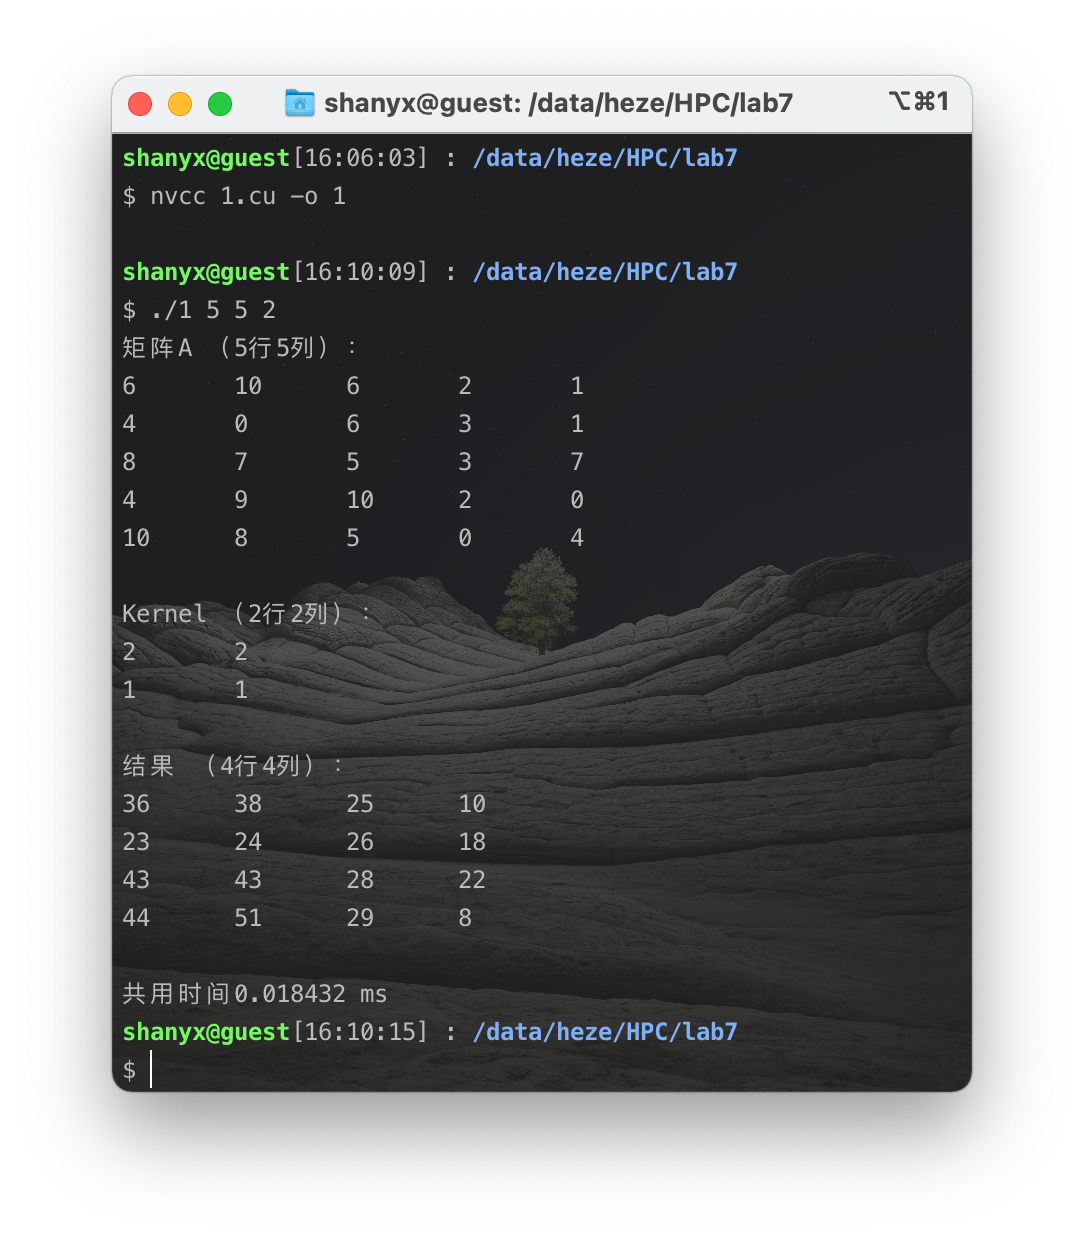 shanyx@guest: /data/heze/HPC/lab7 ⌥⌘1
shanyx@guest[16:06:03] : /data/heze/HPC/lab7
$ nvcc 1.cu -o 1
shanyx@guest[16:10:09] : /data/heze/HPC/lab7
$ ./1 5 5 2
矩阵A （5行5列）：
6 10 6 2 1
4 0 6 3 1
8 7 5 3 7
4 9 10 2 0
10 8 5 0 4
Kernel （2行2列）：
2 2
1 1
结果 （4行4列）：
36 38 25 10
23 24 26 18
43 43 28 22
44 51 29 8
共用时间0.018432 ms
shanyx@guest[16:10:15] : /data/heze/HPC/lab7
$